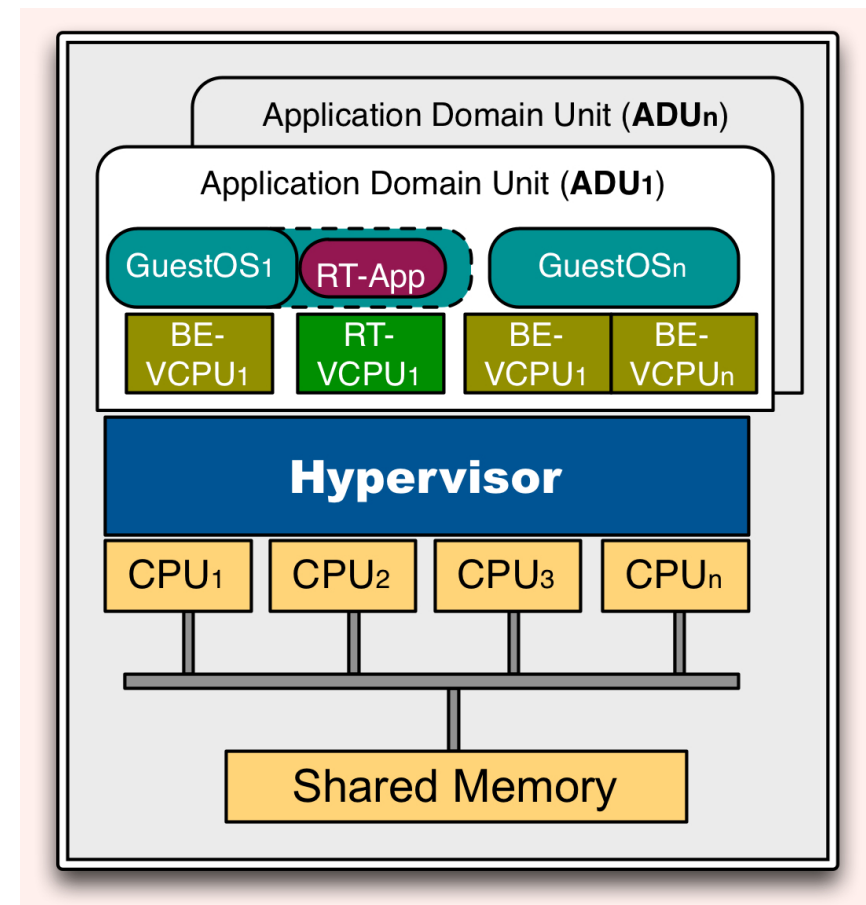 Application Domain Unit (ADUn)
Application Domain Unit (ADU1)
GuestOS1
RT-App
GuestOSn
BE-
VCPU1
RT-
VCPU1
BE-
VCPU1
BE-
VCPUn
Hypervisor
CPU1
CPU2
CPU3
CPUn
Shared Memory